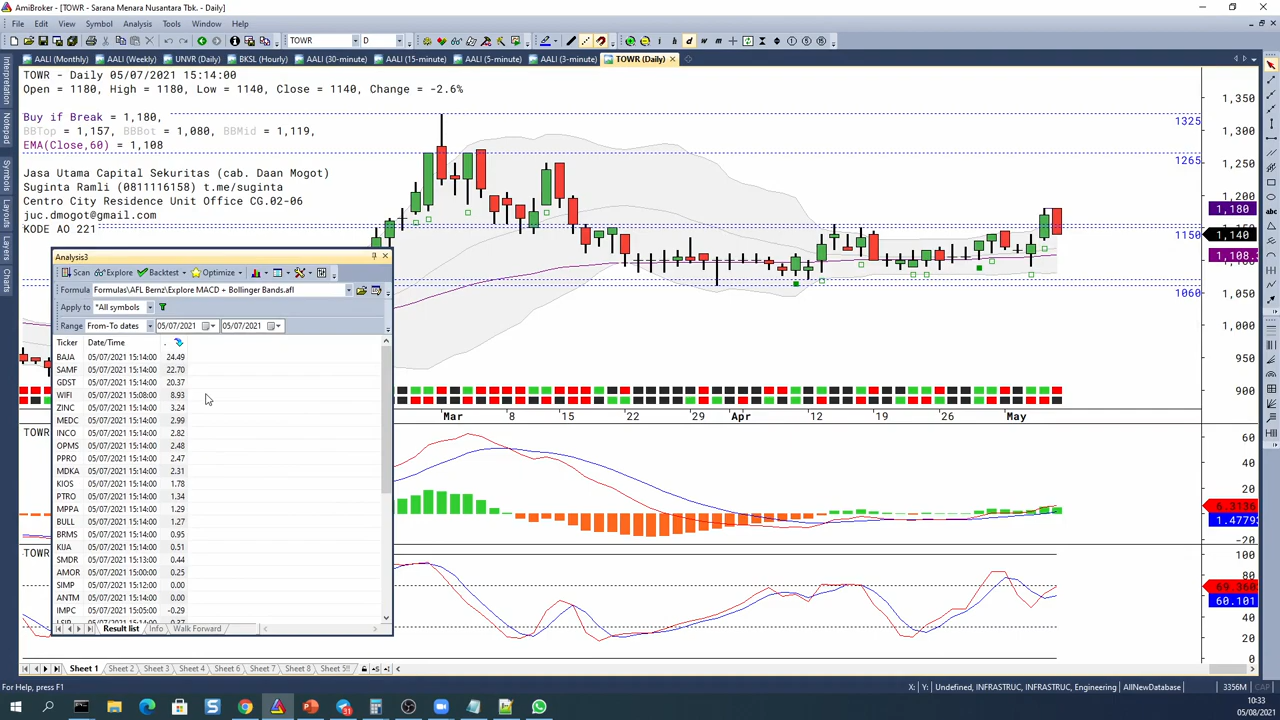 AmiBroker - [TOWR - Sarana Menara Nusantara Tbk. - Daily]
File Edit View Symbol Analysis Tools Window Help
TOWR D
AALI (Monthly) AALI (Weekly) UNVR (Daily) BKSL (Hourly) AALI (30-minute) AALI (15-minute) AALI (5-minute) AALI (3-minute) TOWR (Daily)
TOWR - Daily 05/07/2021 15:14:00
Open = 1180, High = 1180, Low = 1140, Close = 1140, Change = -2.6%
Buy if Break = 1,180,
BBTop = 1,157, BBBot = 1,080, BBMid = 1,119,
EMA(Close,60) = 1,108
Jasa Utama Capital Sekuritas (cab. Daan Mogot)
Suginta Ramli (0811116158) t.me/suginta
Centro City Residence Unit Office CG.02-06
juc.dmogot@gmail.com
KODE AO 221
Interpretation
Notepad
Symbols
Layouts
Layers
Charts
Analysis3
Scan Explore Backtest Optimize
Formula Formulas\AFL Bernz\Explore MACD + Bollinger Bands.afl
Apply to *All symbols
Range From-To dates 05/07/2021 05/07/2021
Ticker Date/Time .
BAJA 05/07/2021 15:14:00 24.49
SAMF 05/07/2021 15:14:00 22.70
GDST 05/07/2021 15:14:00 20.37
WIFI 05/07/2021 15:08:00 8.93
ZINC 05/07/2021 15:14:00 3.24
MEDC 05/07/2021 15:14:00 2.99
INCO 05/07/2021 15:14:00 2.82
OPMS 05/07/2021 15:14:00 2.48
PPRO 05/07/2021 15:14:00 2.47
MDKA 05/07/2021 15:14:00 2.31
KIOS 05/07/2021 15:14:00 1.78
PTRO 05/07/2021 15:14:00 1.34
MPPA 05/07/2021 15:14:00 1.29
BULL 05/07/2021 15:14:00 1.27
BRMS 05/07/2021 15:14:00 0.95
KIJA 05/07/2021 15:14:00 0.51
SMDR 05/07/2021 15:13:00 0.44
AMOR 05/07/2021 15:00:00 0.25
SIMP 05/07/2021 15:12:00 0.00
ANTM 05/07/2021 15:14:00 0.00
IMPC 05/07/2021 15:05:00 -0.29
Result list Info Walk Forward
1325
1265
1150
1060
1,350
1,300
1,250
1,200
1,180
1,140
1,108.
1,050
1,000
950
900
Mar 8 15 22 29 Apr 12 19 26 May
TOWR
60
40
20
6.3136
1.4779
-20
TOWR
100
80
69.360
60.101
40
20
0
Sheet 1 Sheet 2 Sheet 3 Sheet 4 Sheet 6 Sheet 7 Sheet 8 Sheet 5!!
For Help, press F1
X: Y: Undefined, INFRASTRUC, INFRASTRUC, Engineering AllNewDatabase 3356M CAP
10:33
05/08/2021